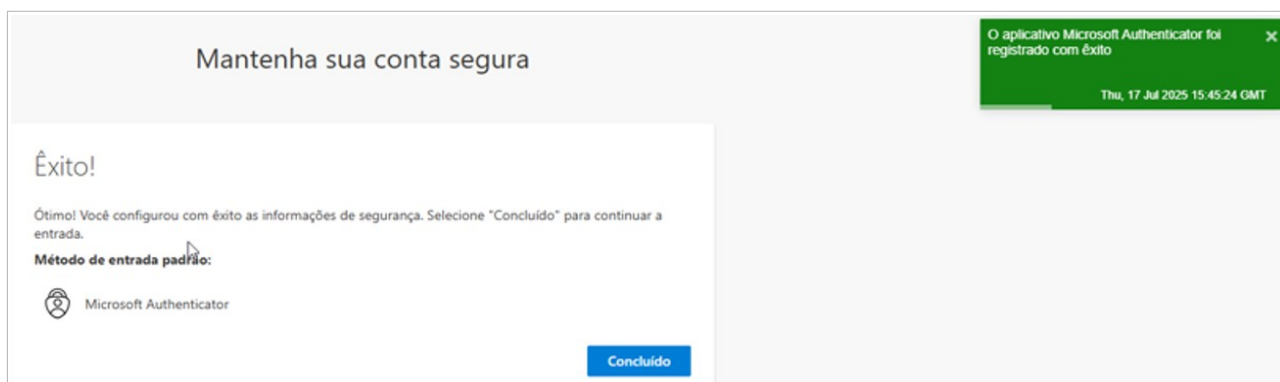 Mantenha sua conta segura
O aplicativo Microsoft Authenticator foi
registrado com êxito
Thu, 17 Jul 2025 15:45:24 GMT
Êxito!
Ótimo! Você configurou com êxito as informações de segurança. Selecione "Concluído" para continuar a
entrada.
Método de entrada padrão:
Microsoft Authenticator
Concluído